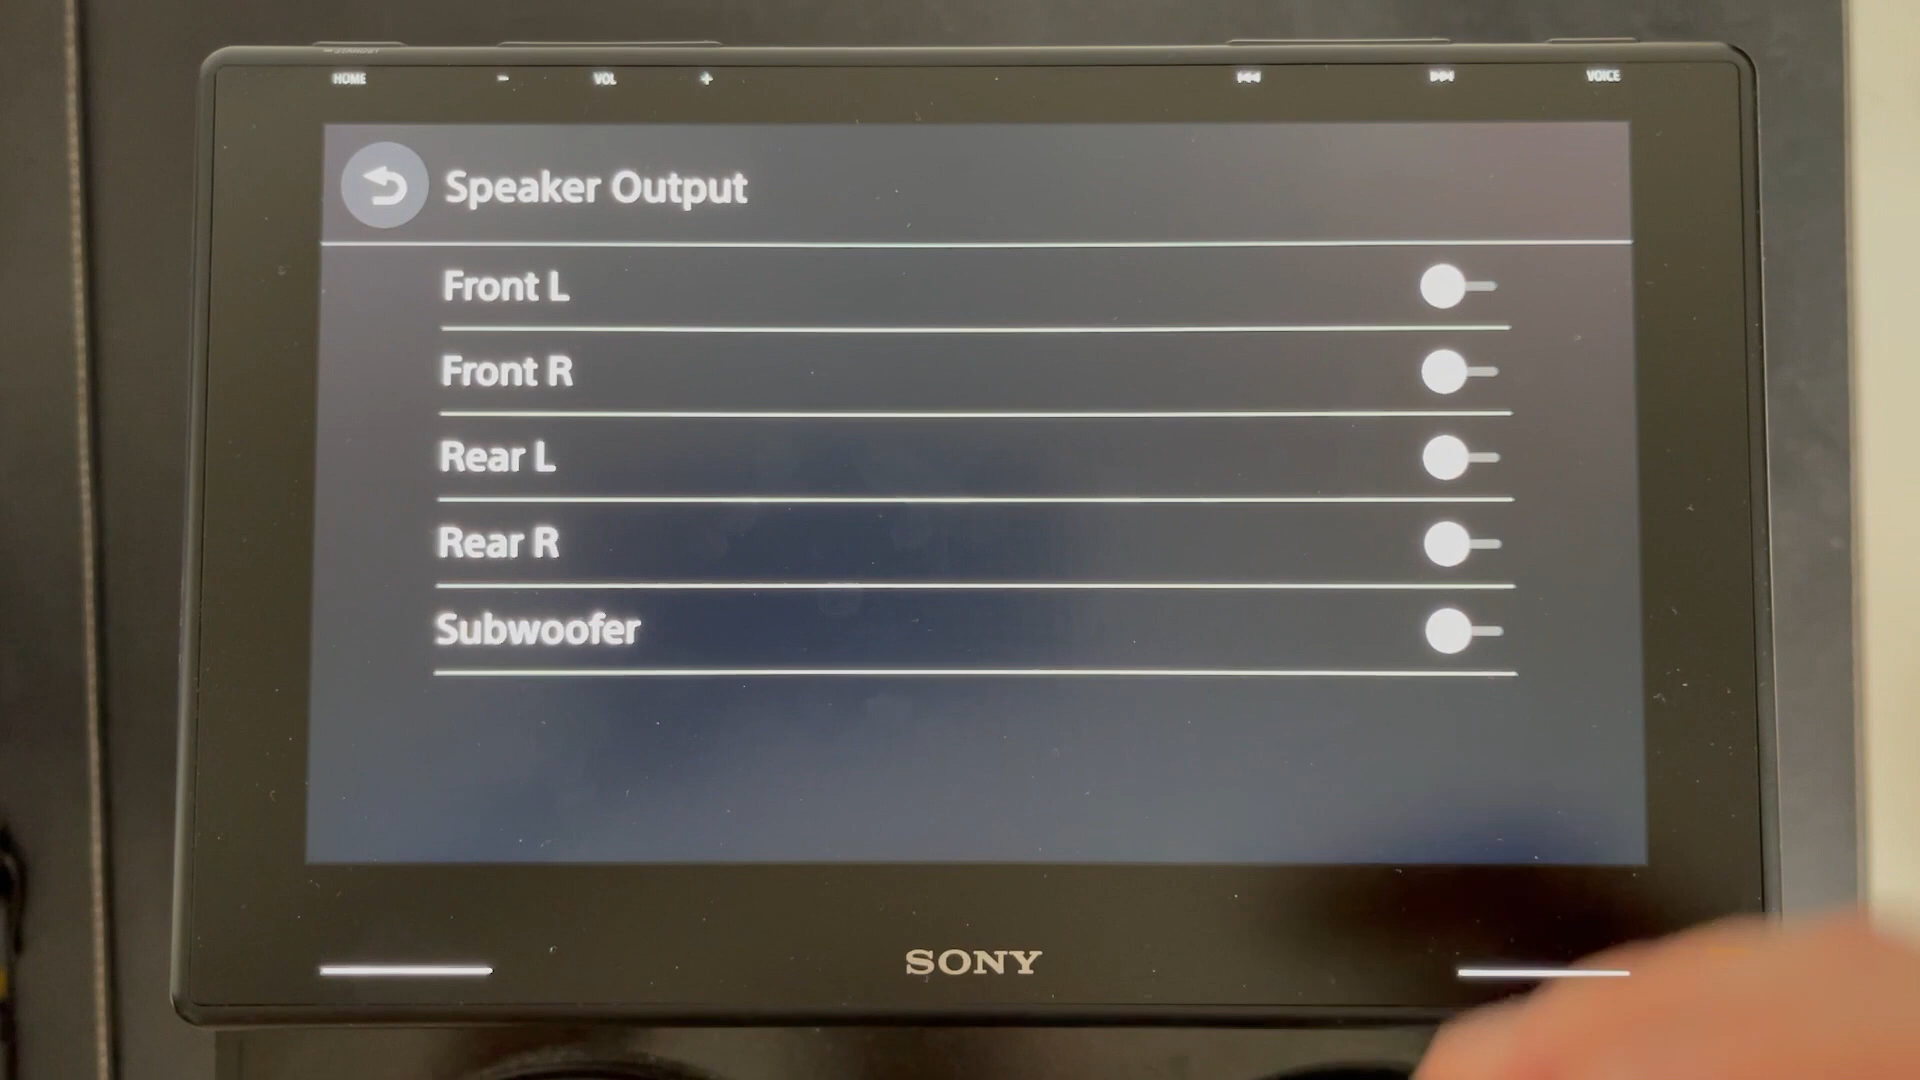 HOME - VOL + VOICE
Speaker Output
Front L
Front R
Rear L
Rear R
Subwoofer
SONY